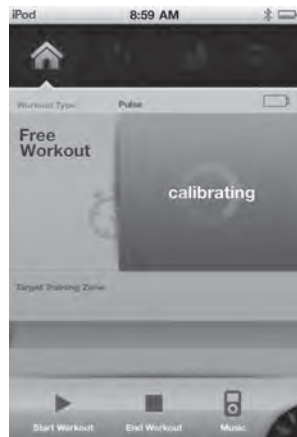 iPod 8:59 AM
Workout Type Pulse
Free
Workout
calibrating
Target Training Zone
Start Workout End Workout Music